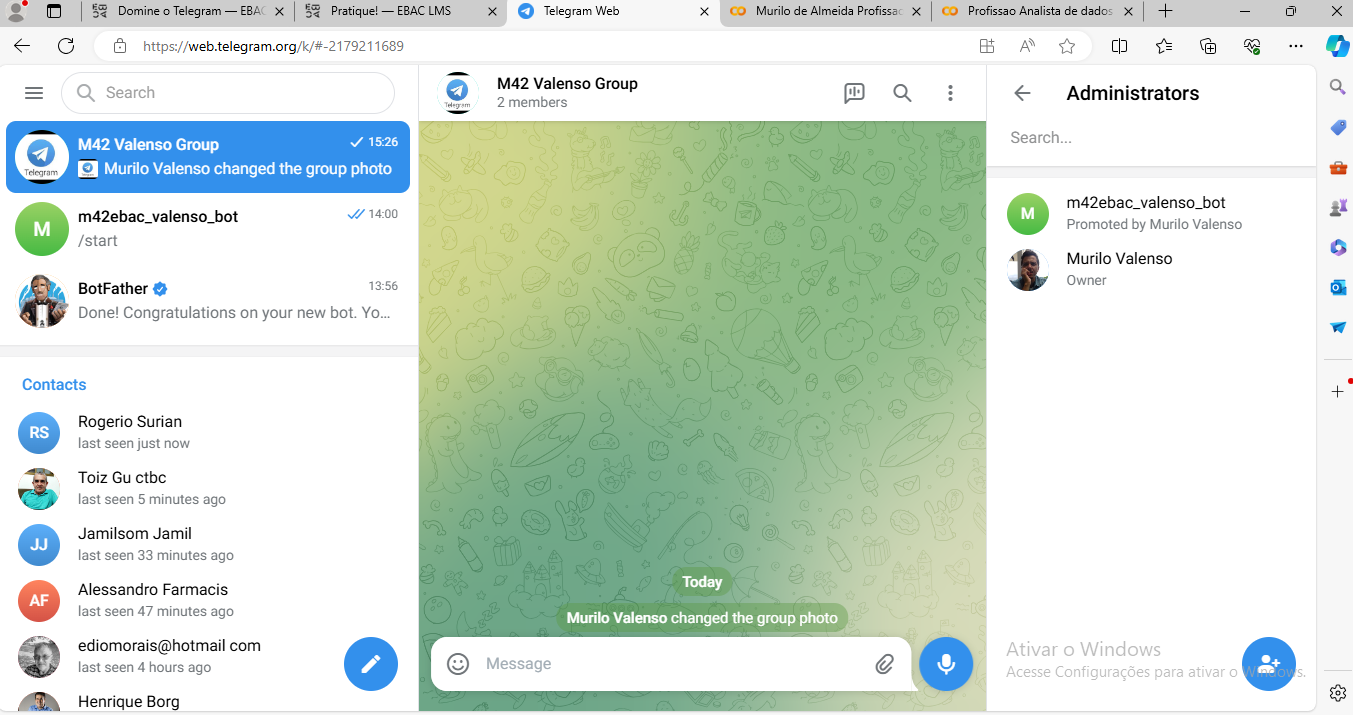 Domine o Telegram — EBAC
Pratique! — EBAC LMS
Telegram Web
Murilo de Almeida Profissa
Profissao Analista de dados
https://web.telegram.org/k/#-2179211689
Search
M42 Valenso Group
15:26
Murilo Valenso changed the group photo
m42ebac_valenso_bot
14:00
/start
BotFather
13:56
Done! Congratulations on your new bot. Yo...
Contacts
RS
Rogerio Surian
last seen just now
Toiz Gu ctbc
last seen 5 minutes ago
JJ
Jamilsom Jamil
last seen 33 minutes ago
AF
Alessandro Farmacis
last seen 47 minutes ago
ediomorais@hotmail com
last seen 4 hours ago
Henrique Borg
Telegram
M
M42 Valenso Group
2 members
Telegram
Today
Murilo Valenso changed the group photo
Message
Administrators
Search...
M
m42ebac_valenso_bot
Promoted by Murilo Valenso
Murilo Valenso
Owner
Ativar o Windows
Acesse Configurações para ativar o Windows.